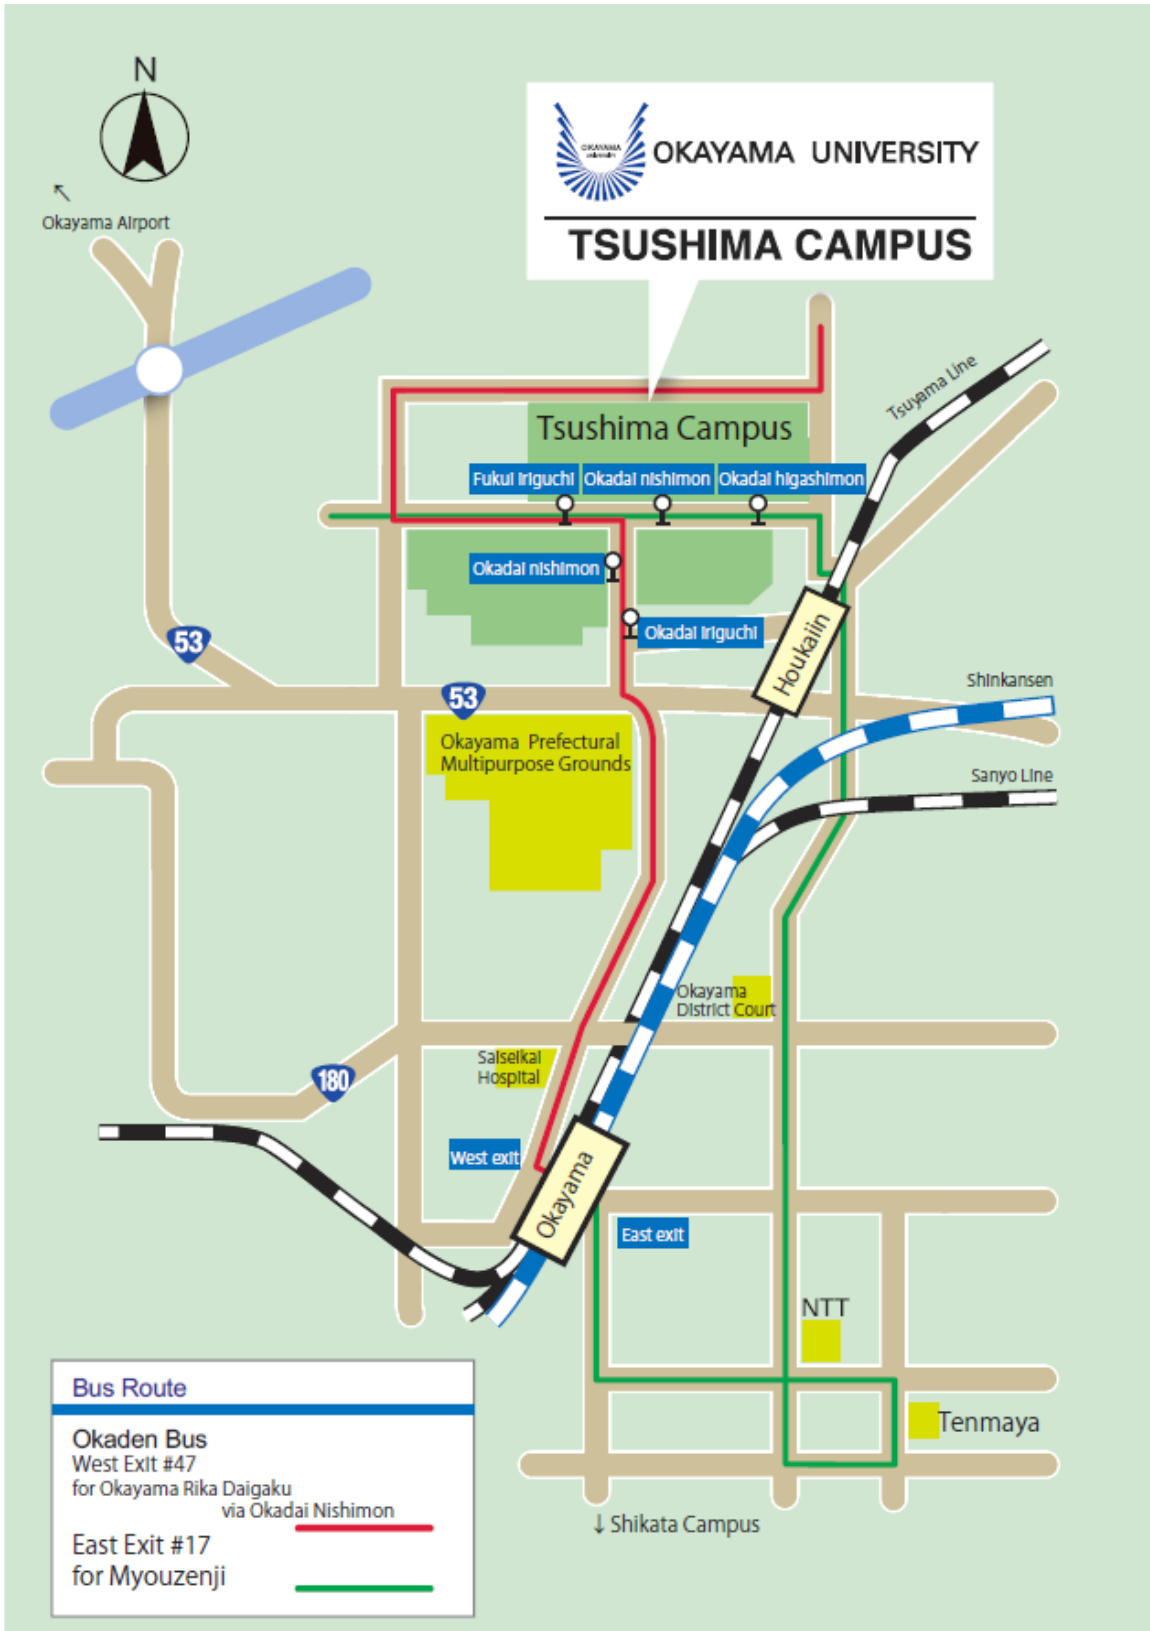 N
Okayama Airport
OKAYAMA
university
OKAYAMA UNIVERSITY
TSUSHIMA CAMPUS
Tsuyama Line
Tsushima Campus
Fukui iriguchi
Okadai nishimon
Okadai higashimon
Okadai nishimon
Okadai iriguchi
Houkaiin
53
53
Shinkansen
Okayama Prefectural
Multipurpose Grounds
Sanyo Line
Okayama
District Court
Saiseikai
Hospital
180
West exit
Okayama
East exit
NTT
Tenmaya
↓ Shikata Campus
Bus Route
Okaden Bus
West Exit #47
for Okayama Rika Daigaku
via Okadai Nishimon
East Exit #17
for Myouzenji